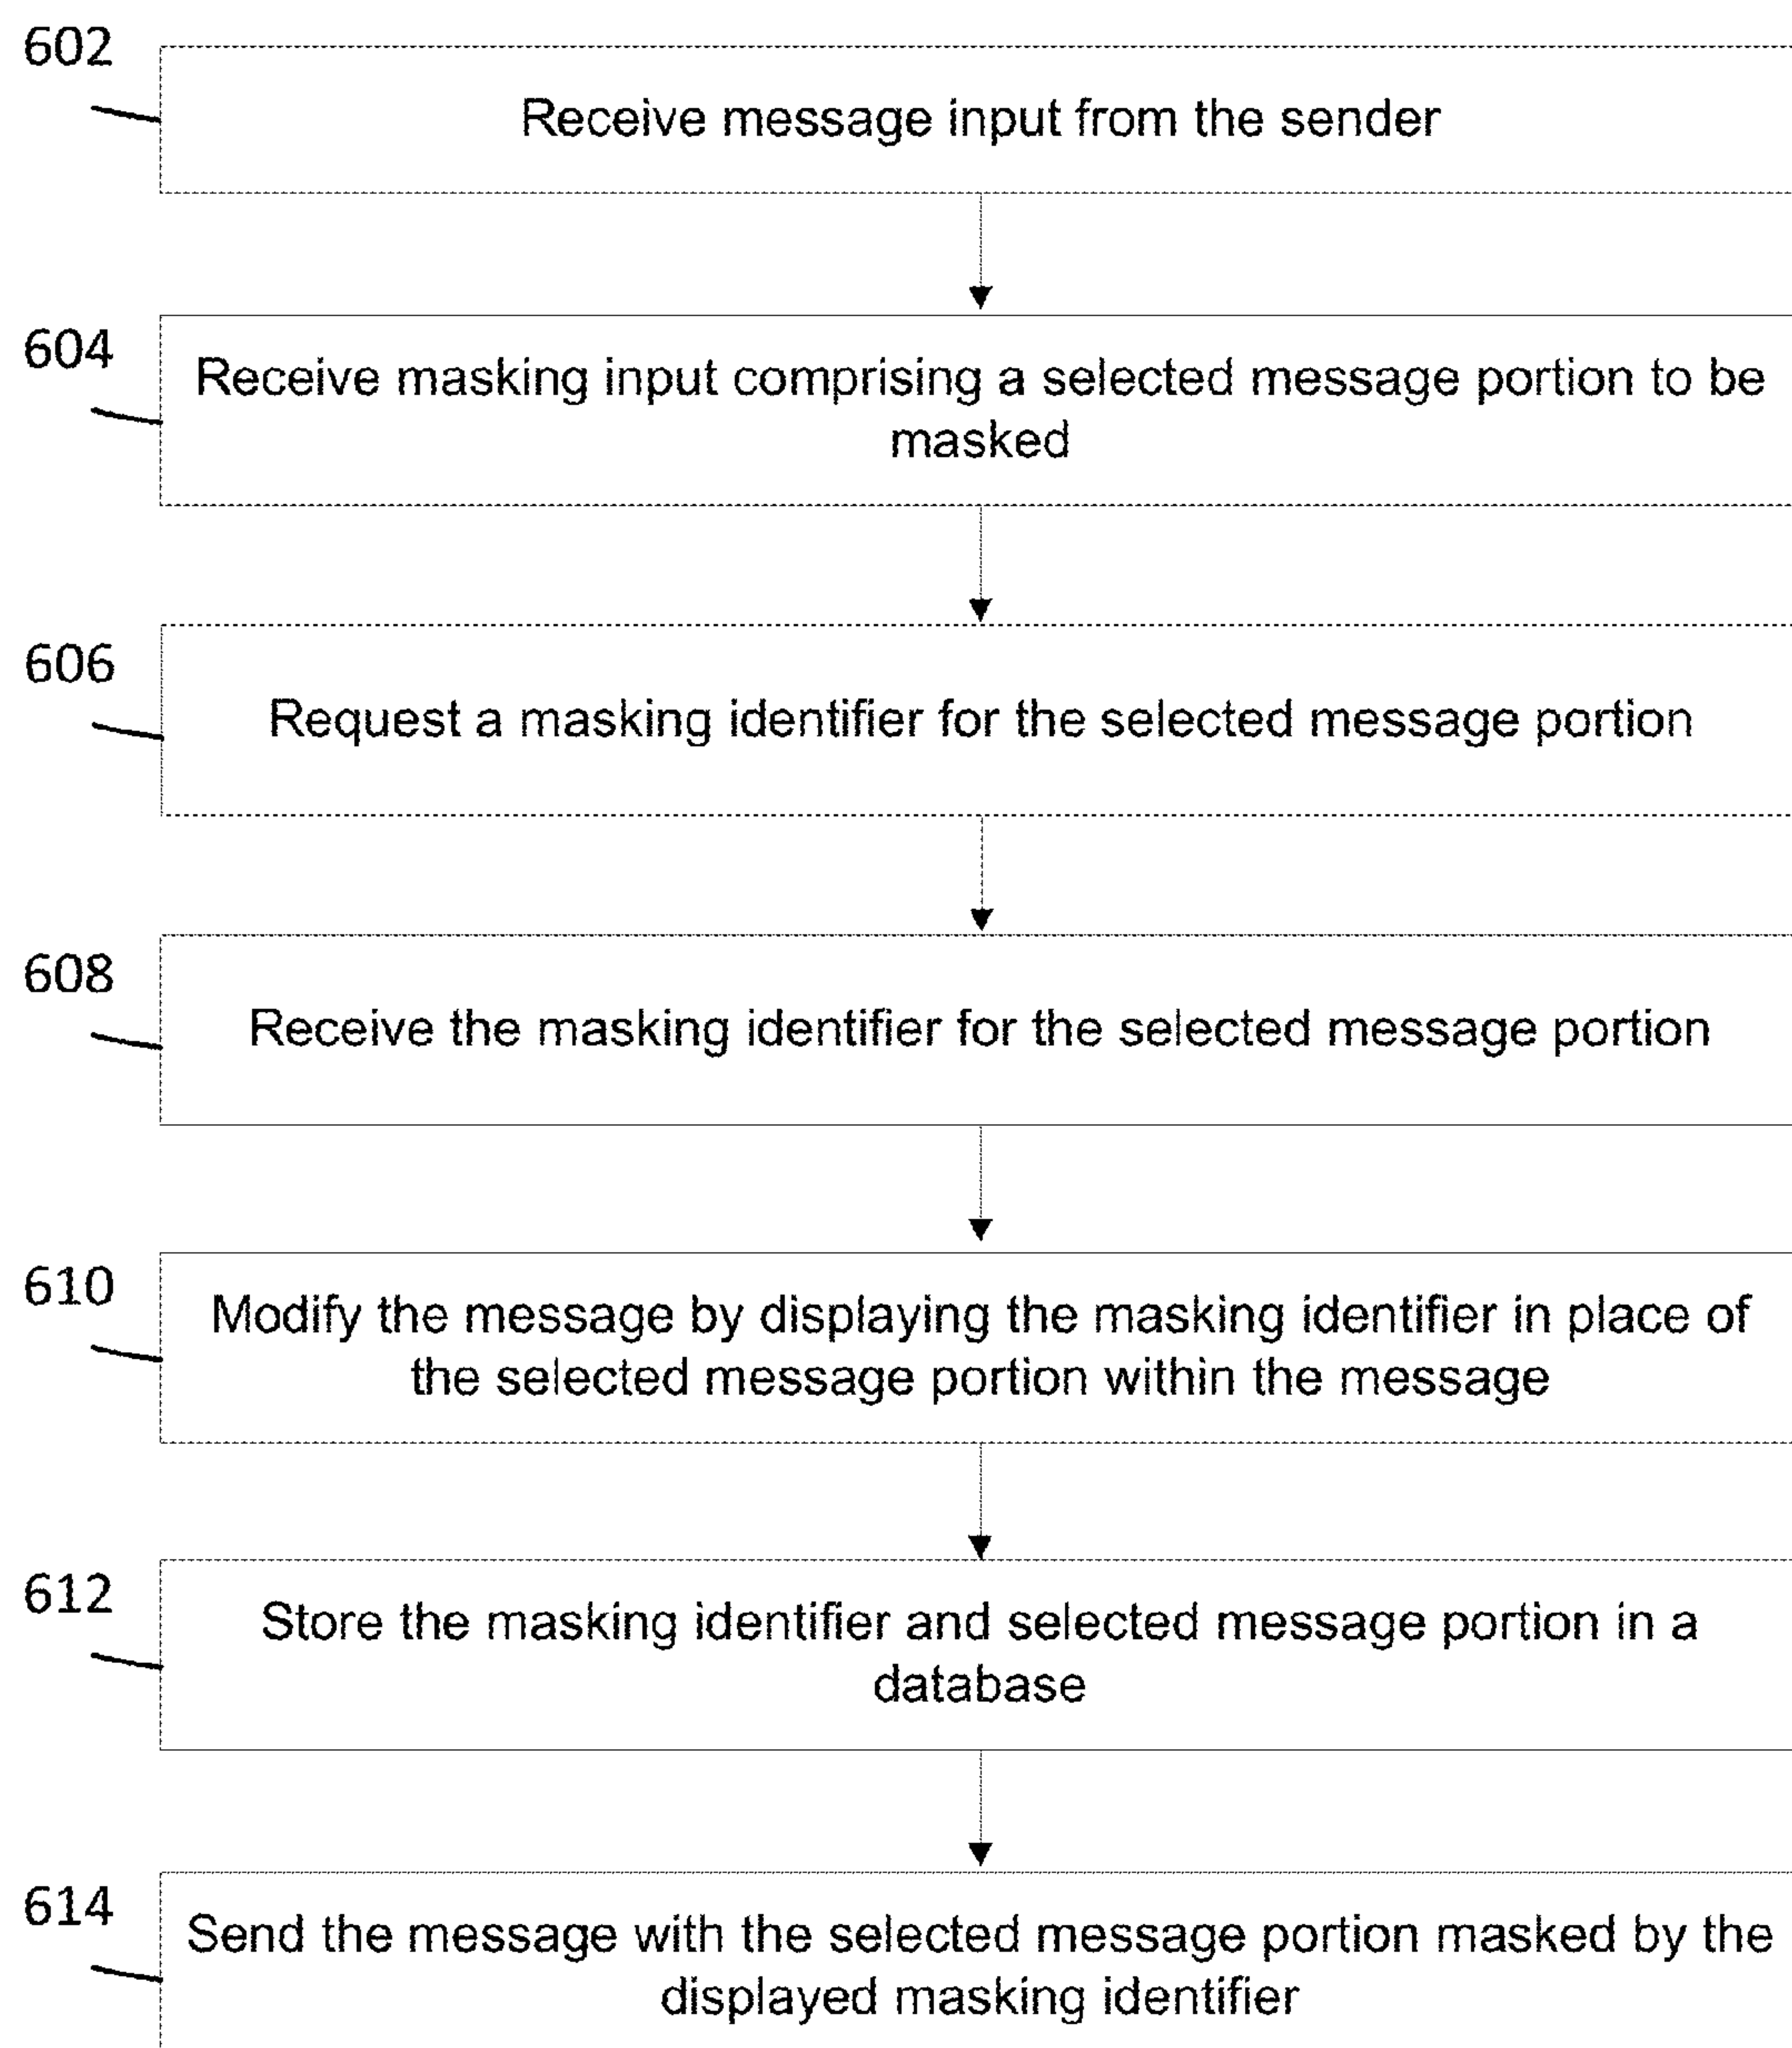 602
Receive message input from the sender
604
Receive masking input comprising a selected message portion to be
masked
606
Request a masking identifier for the selected message portion
608
Receive the masking identifier for the selected message portion
610
Modify the message by displaying the masking identifier in place of
the selected message portion within the message
612
Store the masking identifier and selected message portion in a
database
614
Send the message with the selected message portion masked by the
displayed masking identifier